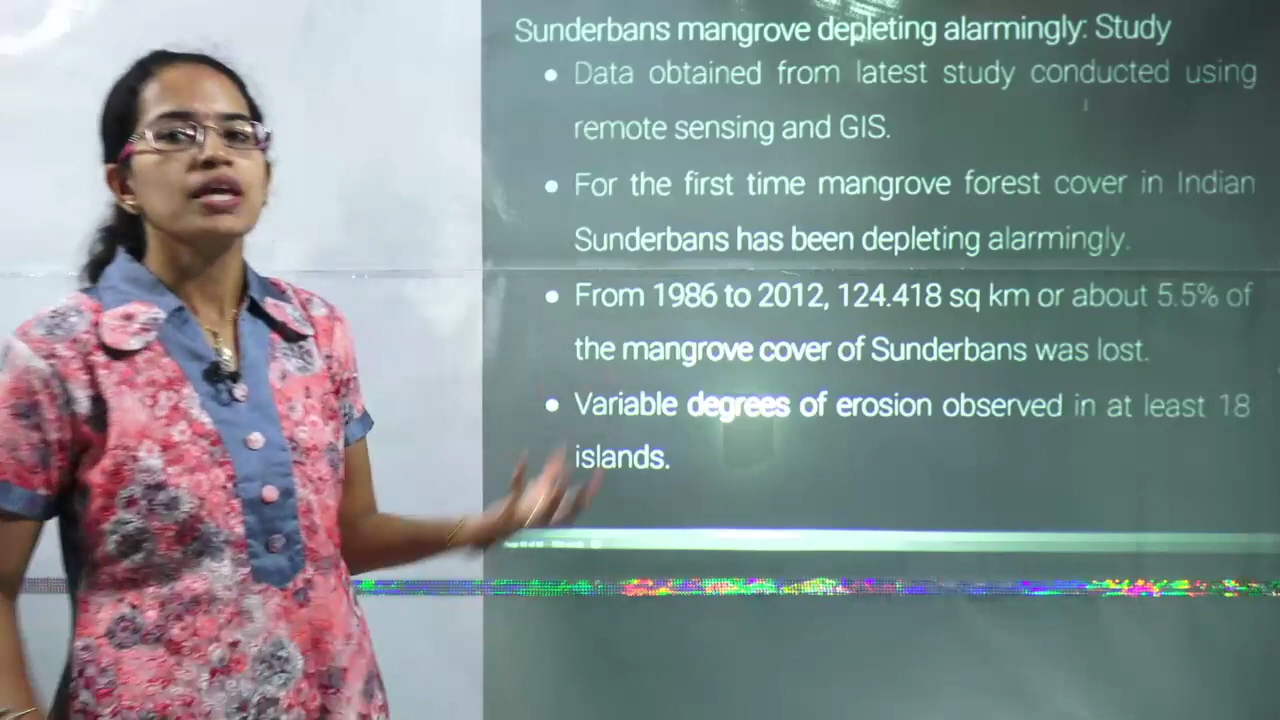 Sunderbans mangrove depleting alarmingly: Study
• Data obtained from latest study conducted using
remote sensing and GIS.
• For the first time mangrove forest cover in Indian
Sunderbans has been depleting alarmingly.
• From 1986 to 2012, 124.418 sq km or about 5.5% of
the mangrove cover of Sunderbans was lost.
• Variable degrees of erosion observed in at least 18
islands.